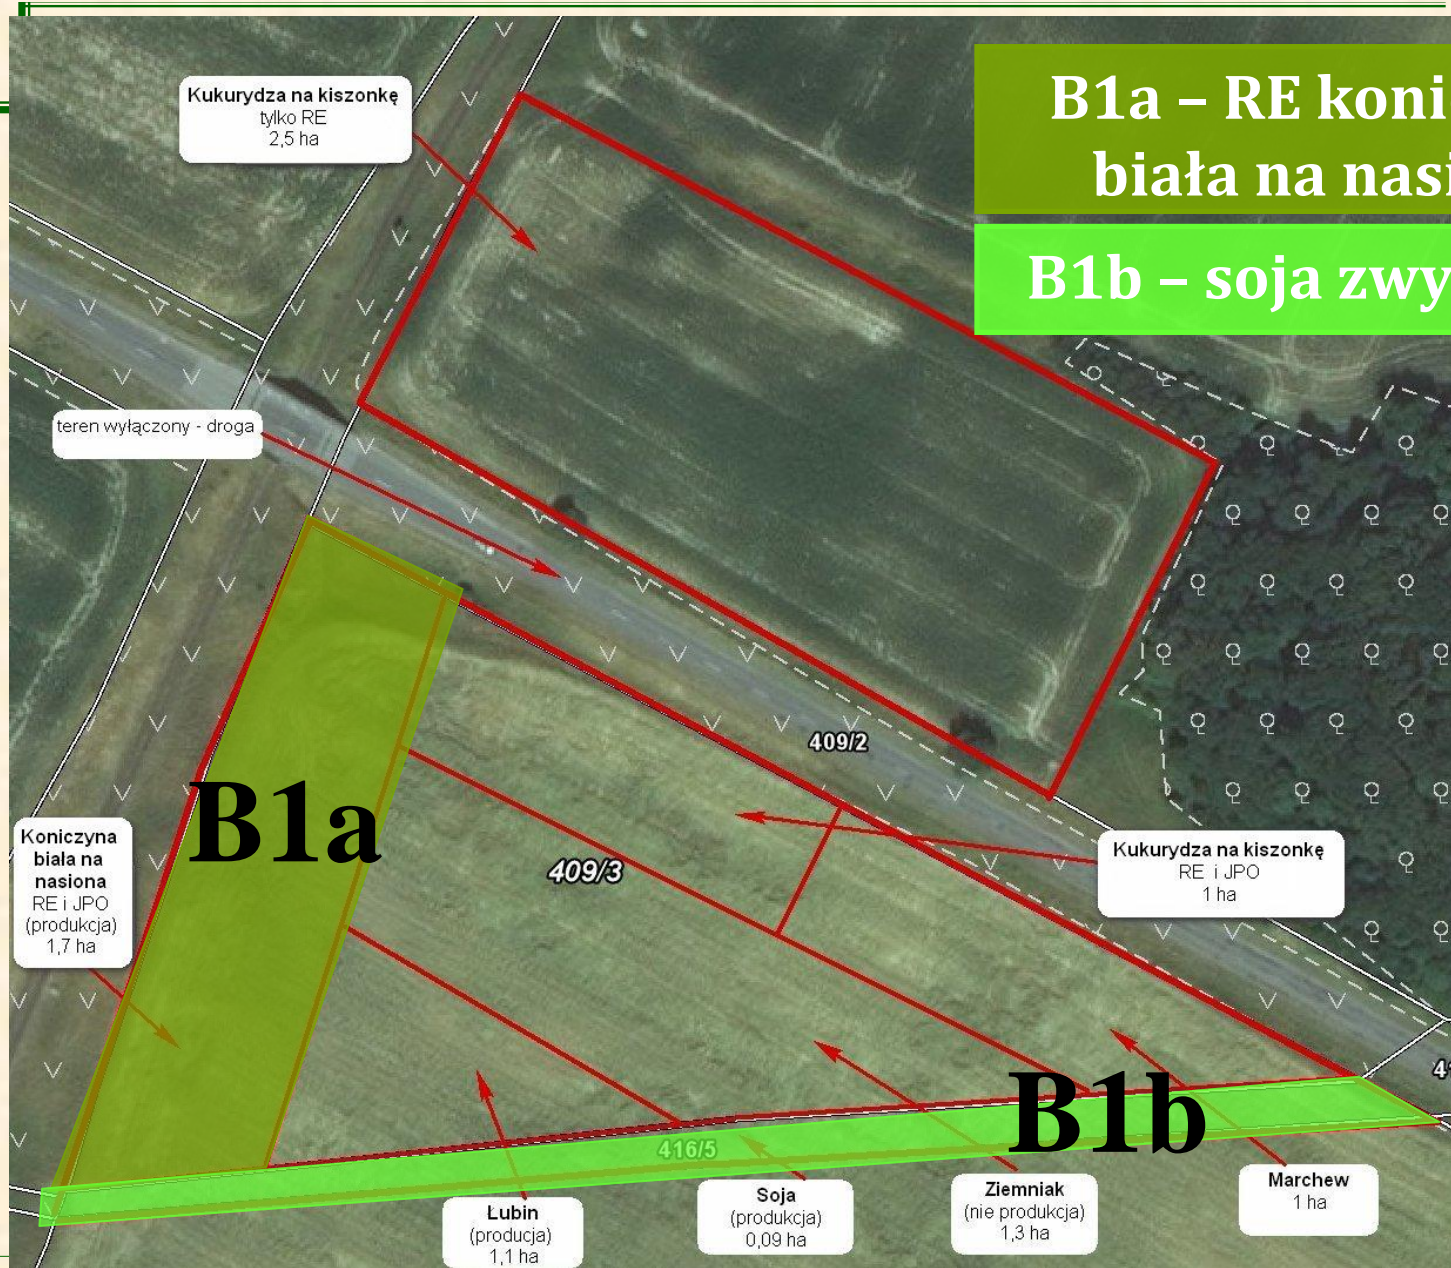 Kukurydza na kiszonkę
tylko RE
2,5 ha
B1a – RE koni
biała na nasi
B1b – soja zwy
teren wyłączony - droga
409/2
B1a
Koniczyna
biala na
nasiona
RE i JPO
(produkcja)
1,7 ha
409/3
Kukurydza na kiszonkę
RE i JPO
1 ha
41
B1b
416/5
Łubin
(producja)
1,1 ha
Soja
(produkcja)
0,09 ha
Ziemniak
(nie produkcja)
1,3 ha
Marchew
1 ha